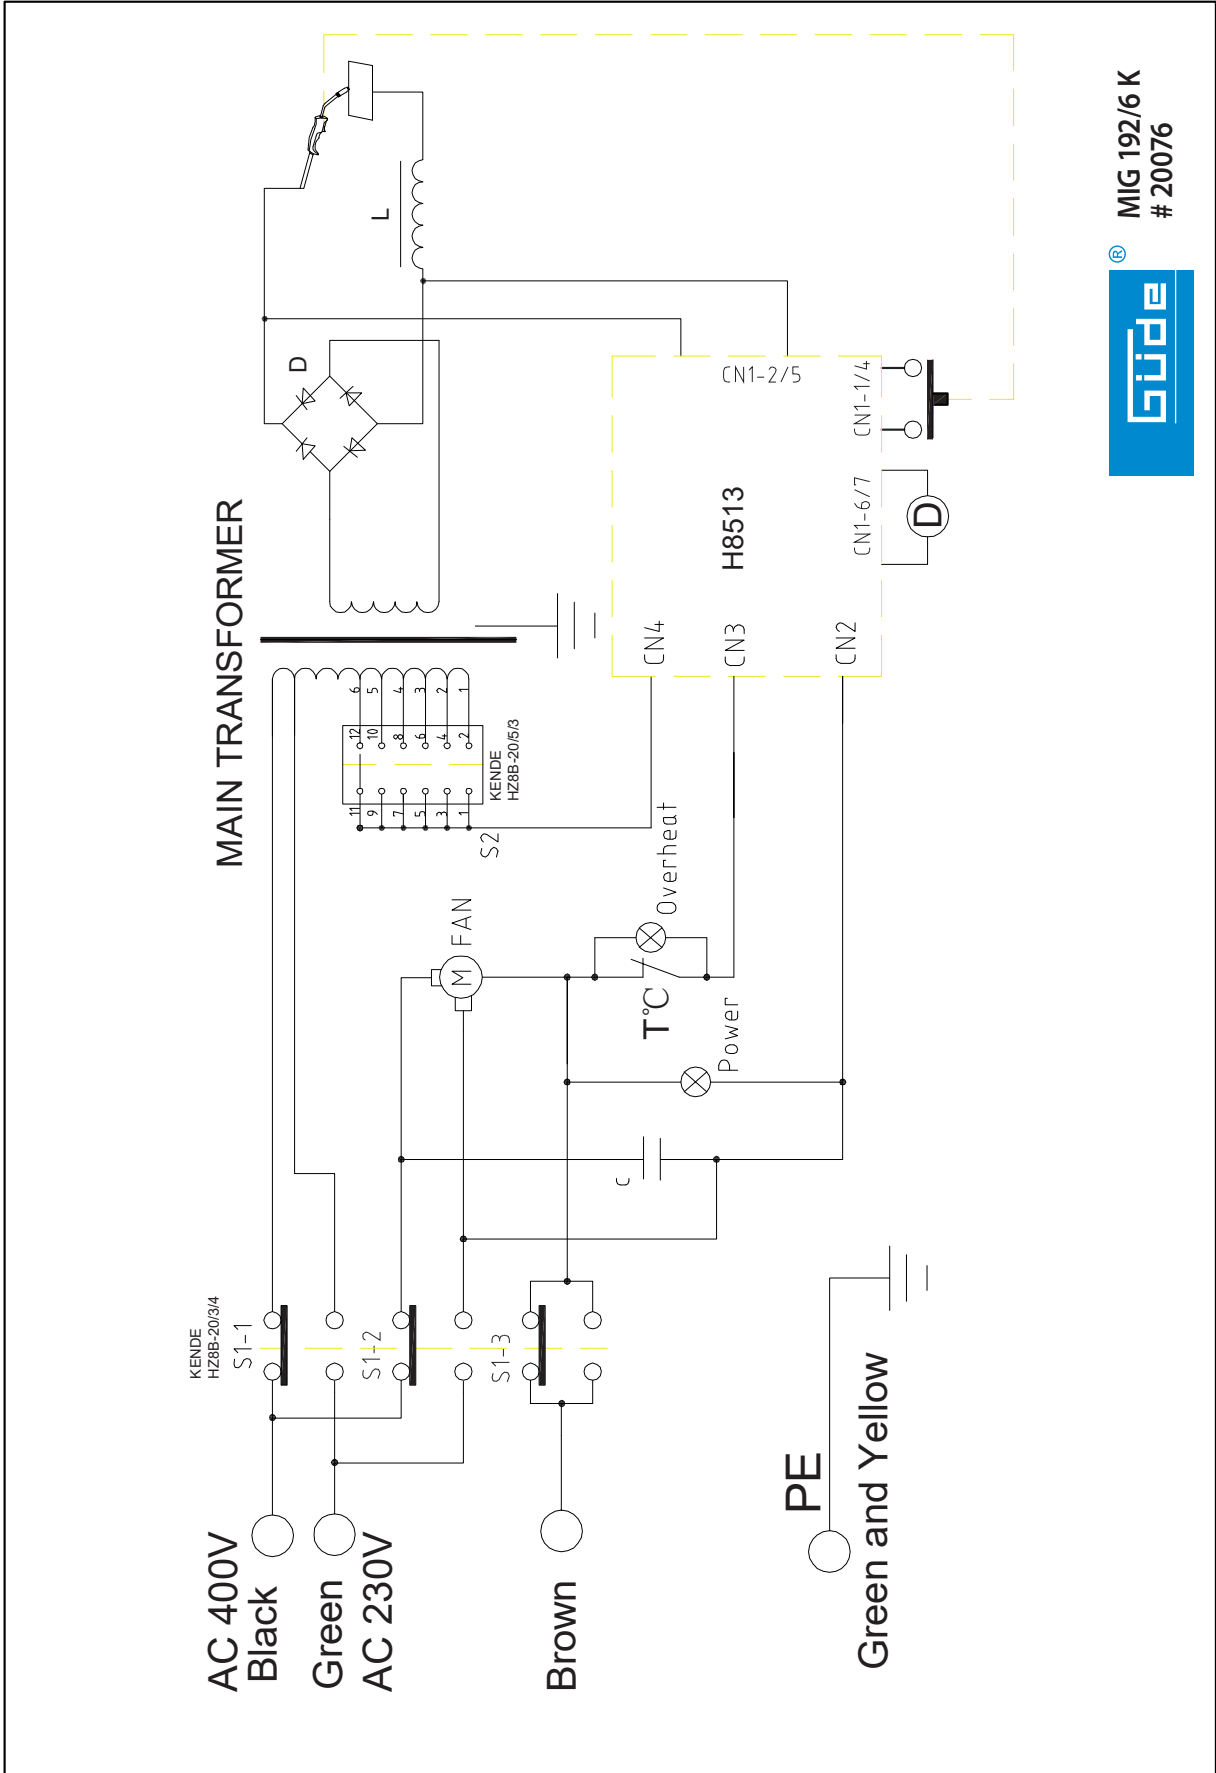 MIG 192/6 K
# 20076
Güde ®
MAIN TRANSFORMER
D
L
KENDE
HZ8B-20/3/4
S1-1
S1-2
S1-3
AC 400V
Black
Green
AC 230V
Brown
PE
Green and Yellow
C
M FAN
Power
T°C
Overheat
S2
KENDE
HZ8B-20/5/3
11 12 6
9 10 5
7 8 4
5 6 3
3 4 2
1 2 1
H8513
CN4
CN3
CN2
CN1-2/5
CN1-1/4
CN1-6/7
D